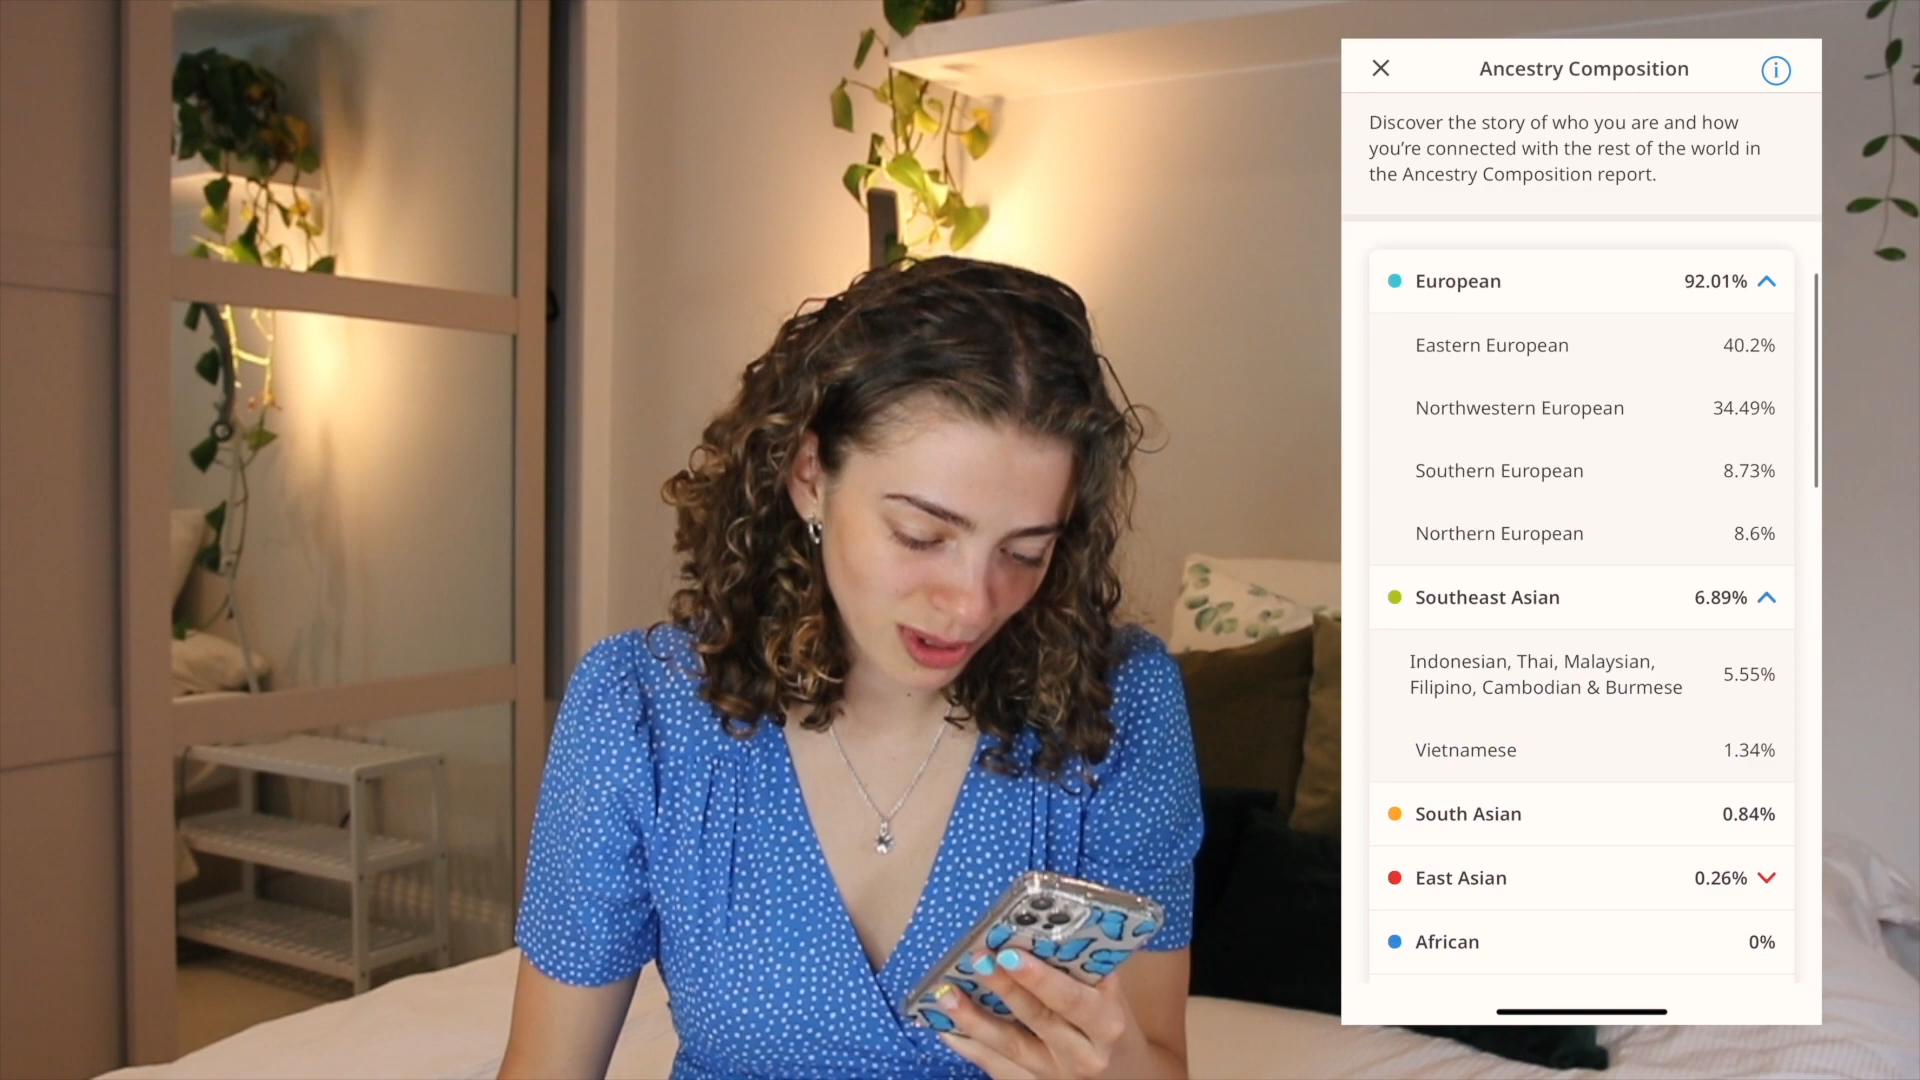 Ancestry Composition
Discover the story of who you are and how
you’re connected with the rest of the world in
the Ancestry Composition report.
European 92.01%
Eastern European 40.2%
Northwestern European 34.49%
Southern European 8.73%
Northern European 8.6%
Southeast Asian 6.89%
Indonesian, Thai, Malaysian,
Filipino, Cambodian & Burmese 5.55%
Vietnamese 1.34%
South Asian 0.84%
East Asian 0.26%
African 0%